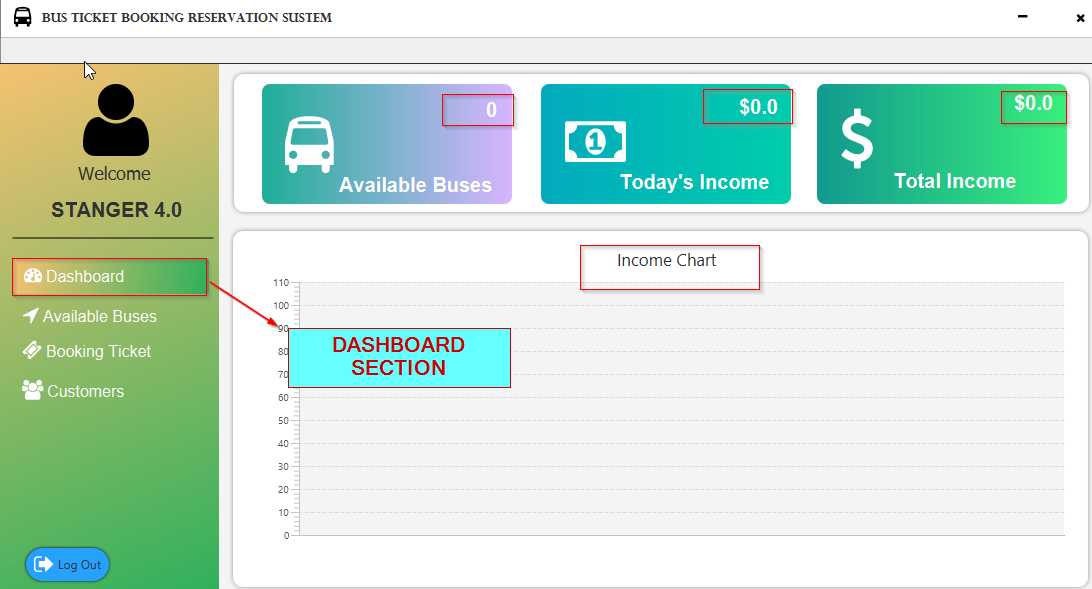 BUS TICKET BOOKING RESERVATION SUSTEM
Welcome
STANGER 4.0
Dashboard
Available Buses
Booking Ticket
Customers
Log Out
0
Available Buses
$0.0
1
Today's Income
$0.0
$
Total Income
Income Chart
110
100
90
80
70
60
50
40
30
20
10
0
DASHBOARD
SECTION